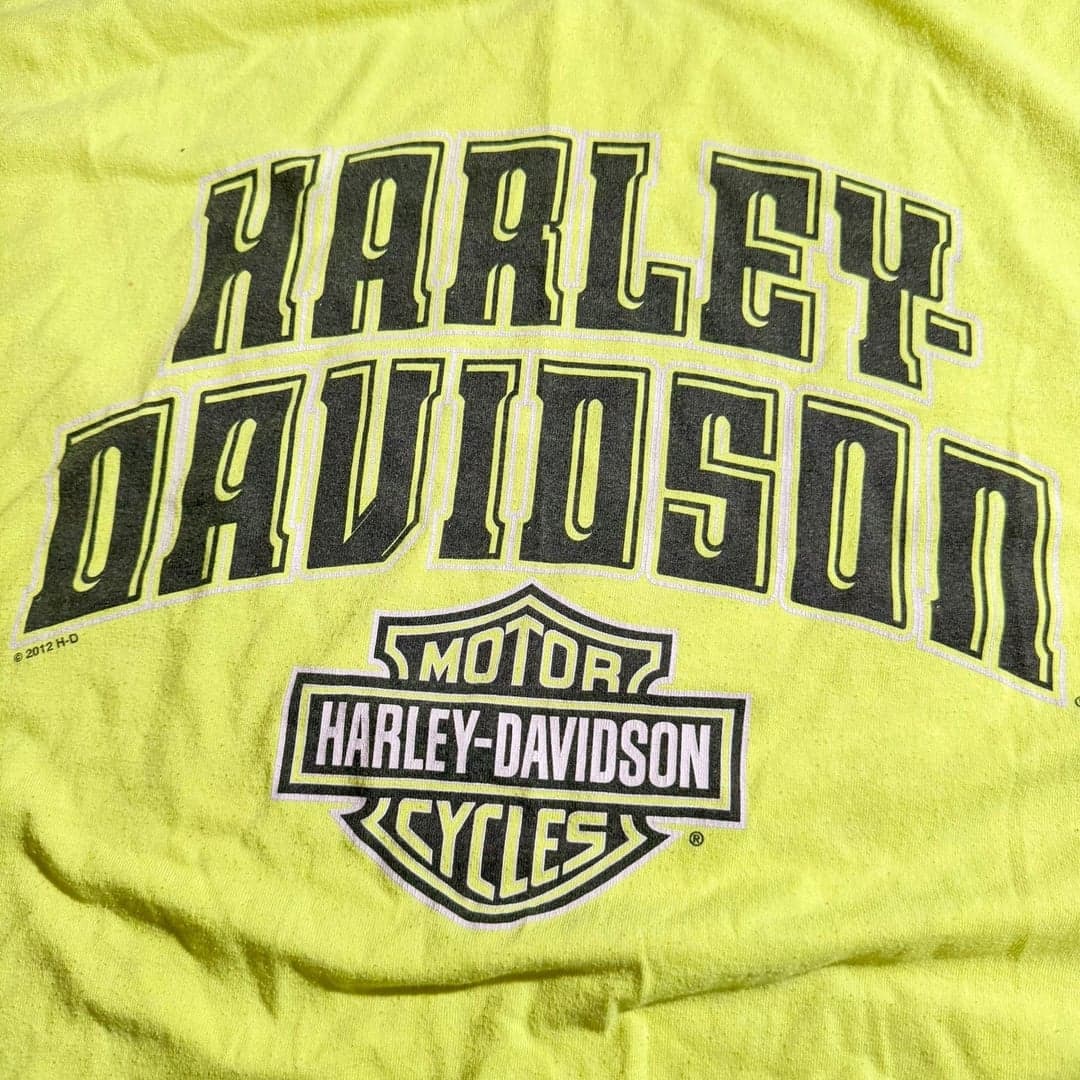 HARLEY-
DAVIDSON
© 2012 H-D
MOTOR
HARLEY-DAVIDSON
CYCLES
®